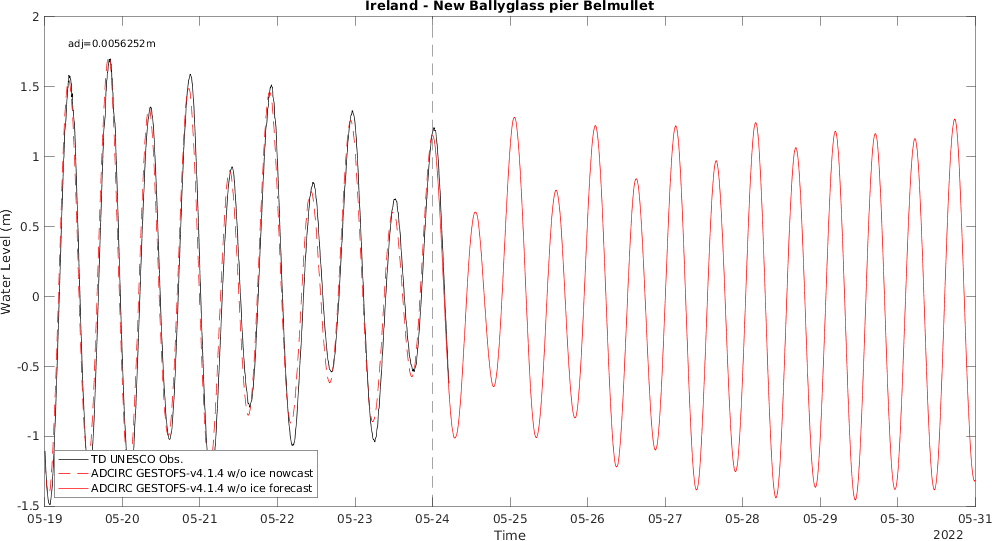 Ireland - New Ballyglass pier Belmullet
adj=0.0056252m
2
1.5
1
0.5
0
-0.5
-1
-1.5
Water Level (m)
TD UNESCO Obs.
ADCIRC GESTOFS-v4.1.4 w/o ice nowcast
ADCIRC GESTOFS-v4.1.4 w/o ice forecast
05-19 05-20 05-21 05-22 05-23 05-24 05-25 05-26 05-27 05-28 05-29 05-30 05-31
Time
2022